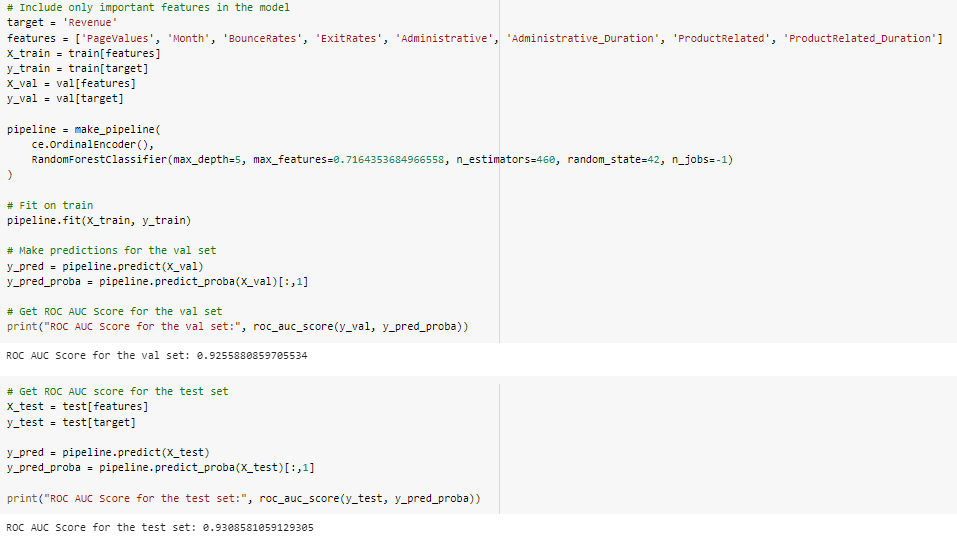 # Include only important features in the model
target = 'Revenue'
features = ['PageValues', 'Month', 'BounceRates', 'ExitRates', 'Administrative', 'Administrative_Duration', 'ProductRelated', 'ProductRelated_Duration']
X_train = train[features]
y_train = train[target]
X_val = val[features]
y_val = val[target]
pipeline = make_pipeline(
    ce.OrdinalEncoder(),
    RandomForestClassifier(max_depth=5, max_features=0.7164353684966558, n_estimators=460, random_state=42, n_jobs=-1)
)
# Fit on train
pipeline.fit(X_train, y_train)
# Make predictions for the val set
y_pred = pipeline.predict(X_val)
y_pred_proba = pipeline.predict_proba(X_val)[:,1]
# Get ROC AUC Score for the val set
print("ROC AUC Score for the val set:", roc_auc_score(y_val, y_pred_proba))
ROC AUC Score for the val set: 0.9255880859705534
# Get ROC AUC score for the test set
X_test = test[features]
y_test = test[target]
y_pred = pipeline.predict(X_test)
y_pred_proba = pipeline.predict_proba(X_test)[:,1]
print("ROC AUC Score for the test set:", roc_auc_score(y_test, y_pred_proba))
ROC AUC Score for the test set: 0.9308581059129305